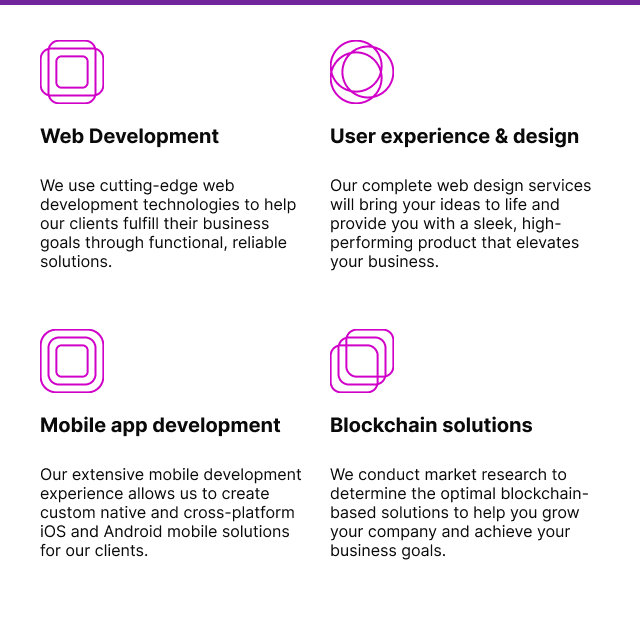 Web Development
We use cutting-edge web
development technologies to help
our clients fulfill their business
goals through functional, reliable
solutions.
User experience & design
Our complete web design services
will bring your ideas to life and
provide you with a sleek, high-
performing product that elevates
your business.
Mobile app development
Our extensive mobile development
experience allows us to create
custom native and cross-platform
iOS and Android mobile solutions
for our clients.
Blockchain solutions
We conduct market research to
determine the optimal blockchain-
based solutions to help you grow
your company and achieve your
business goals.